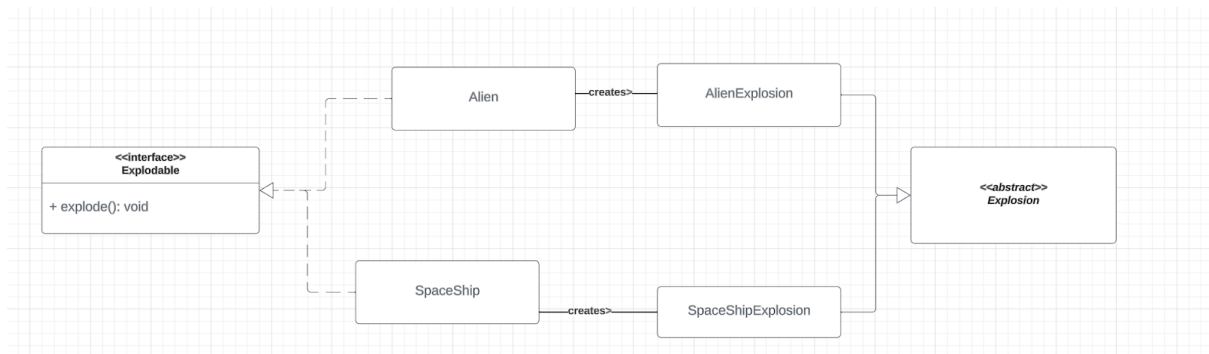 Alien
creates>
AlienExplosion
<<interface>>
Explodable
+ explode(): void
<<abstract>>
Explosion
SpaceShip
creates>
SpaceShipExplosion